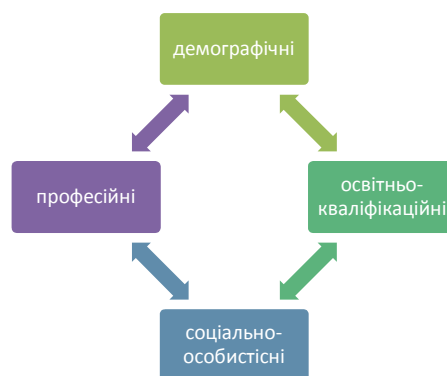 демографічні
професійні
освітньо-
кваліфікаційні
соціально-
особистісні